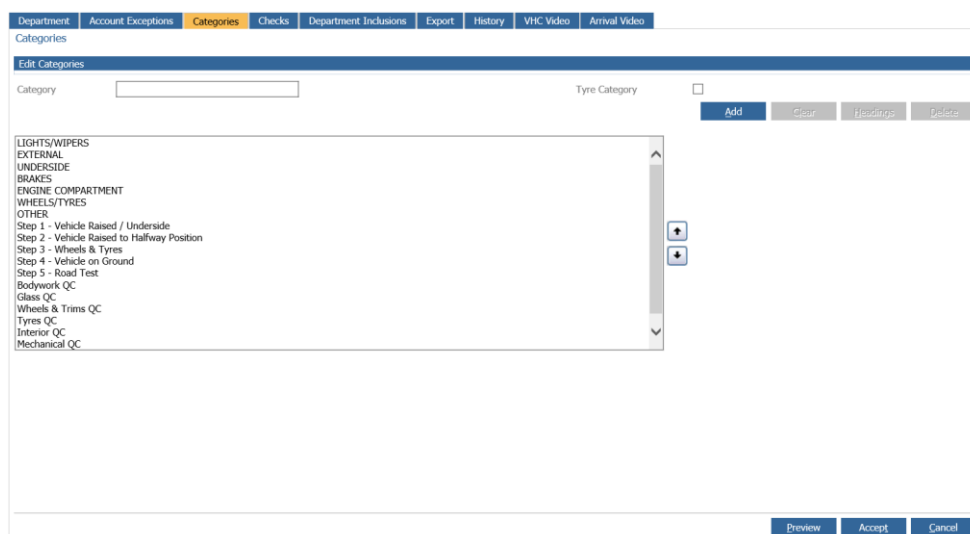 Department Account Exceptions Categories Checks Department Inclusions Export History VHC Video Arrival Video
Categories
Edit Categories
Category Tyre Category
Add Clear Headings Delete
LIGHTS/WIPERS
EXTERNAL
UNDERSIDE
BRAKES
ENGINE COMPARTMENT
WHEELS/TYRES
OTHER
Step 1 - Vehicle Raised / Underside
Step 2 - Vehicle Raised to Halfway Position
Step 3 - Wheels & Tyres
Step 4 - Vehicle on Ground
Step 5 - Road Test
Bodywork QC
Glass QC
Wheels & Trims QC
Tyres QC
Interior QC
Mechanical QC
Preview Accept Cancel